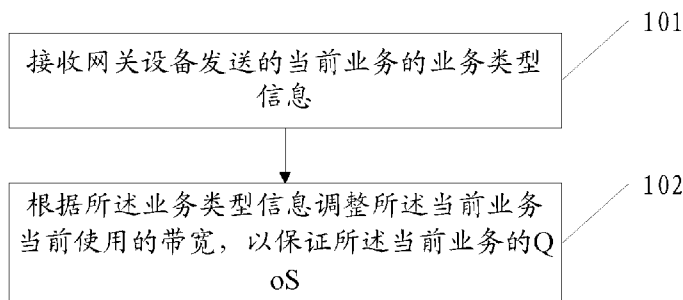 101
接收网关设备发送的当前业务的业务类型
信息
102
根据所述业务类型信息调整所述当前业务
当前使用的带宽，以保证所述当前业务的Q
oS